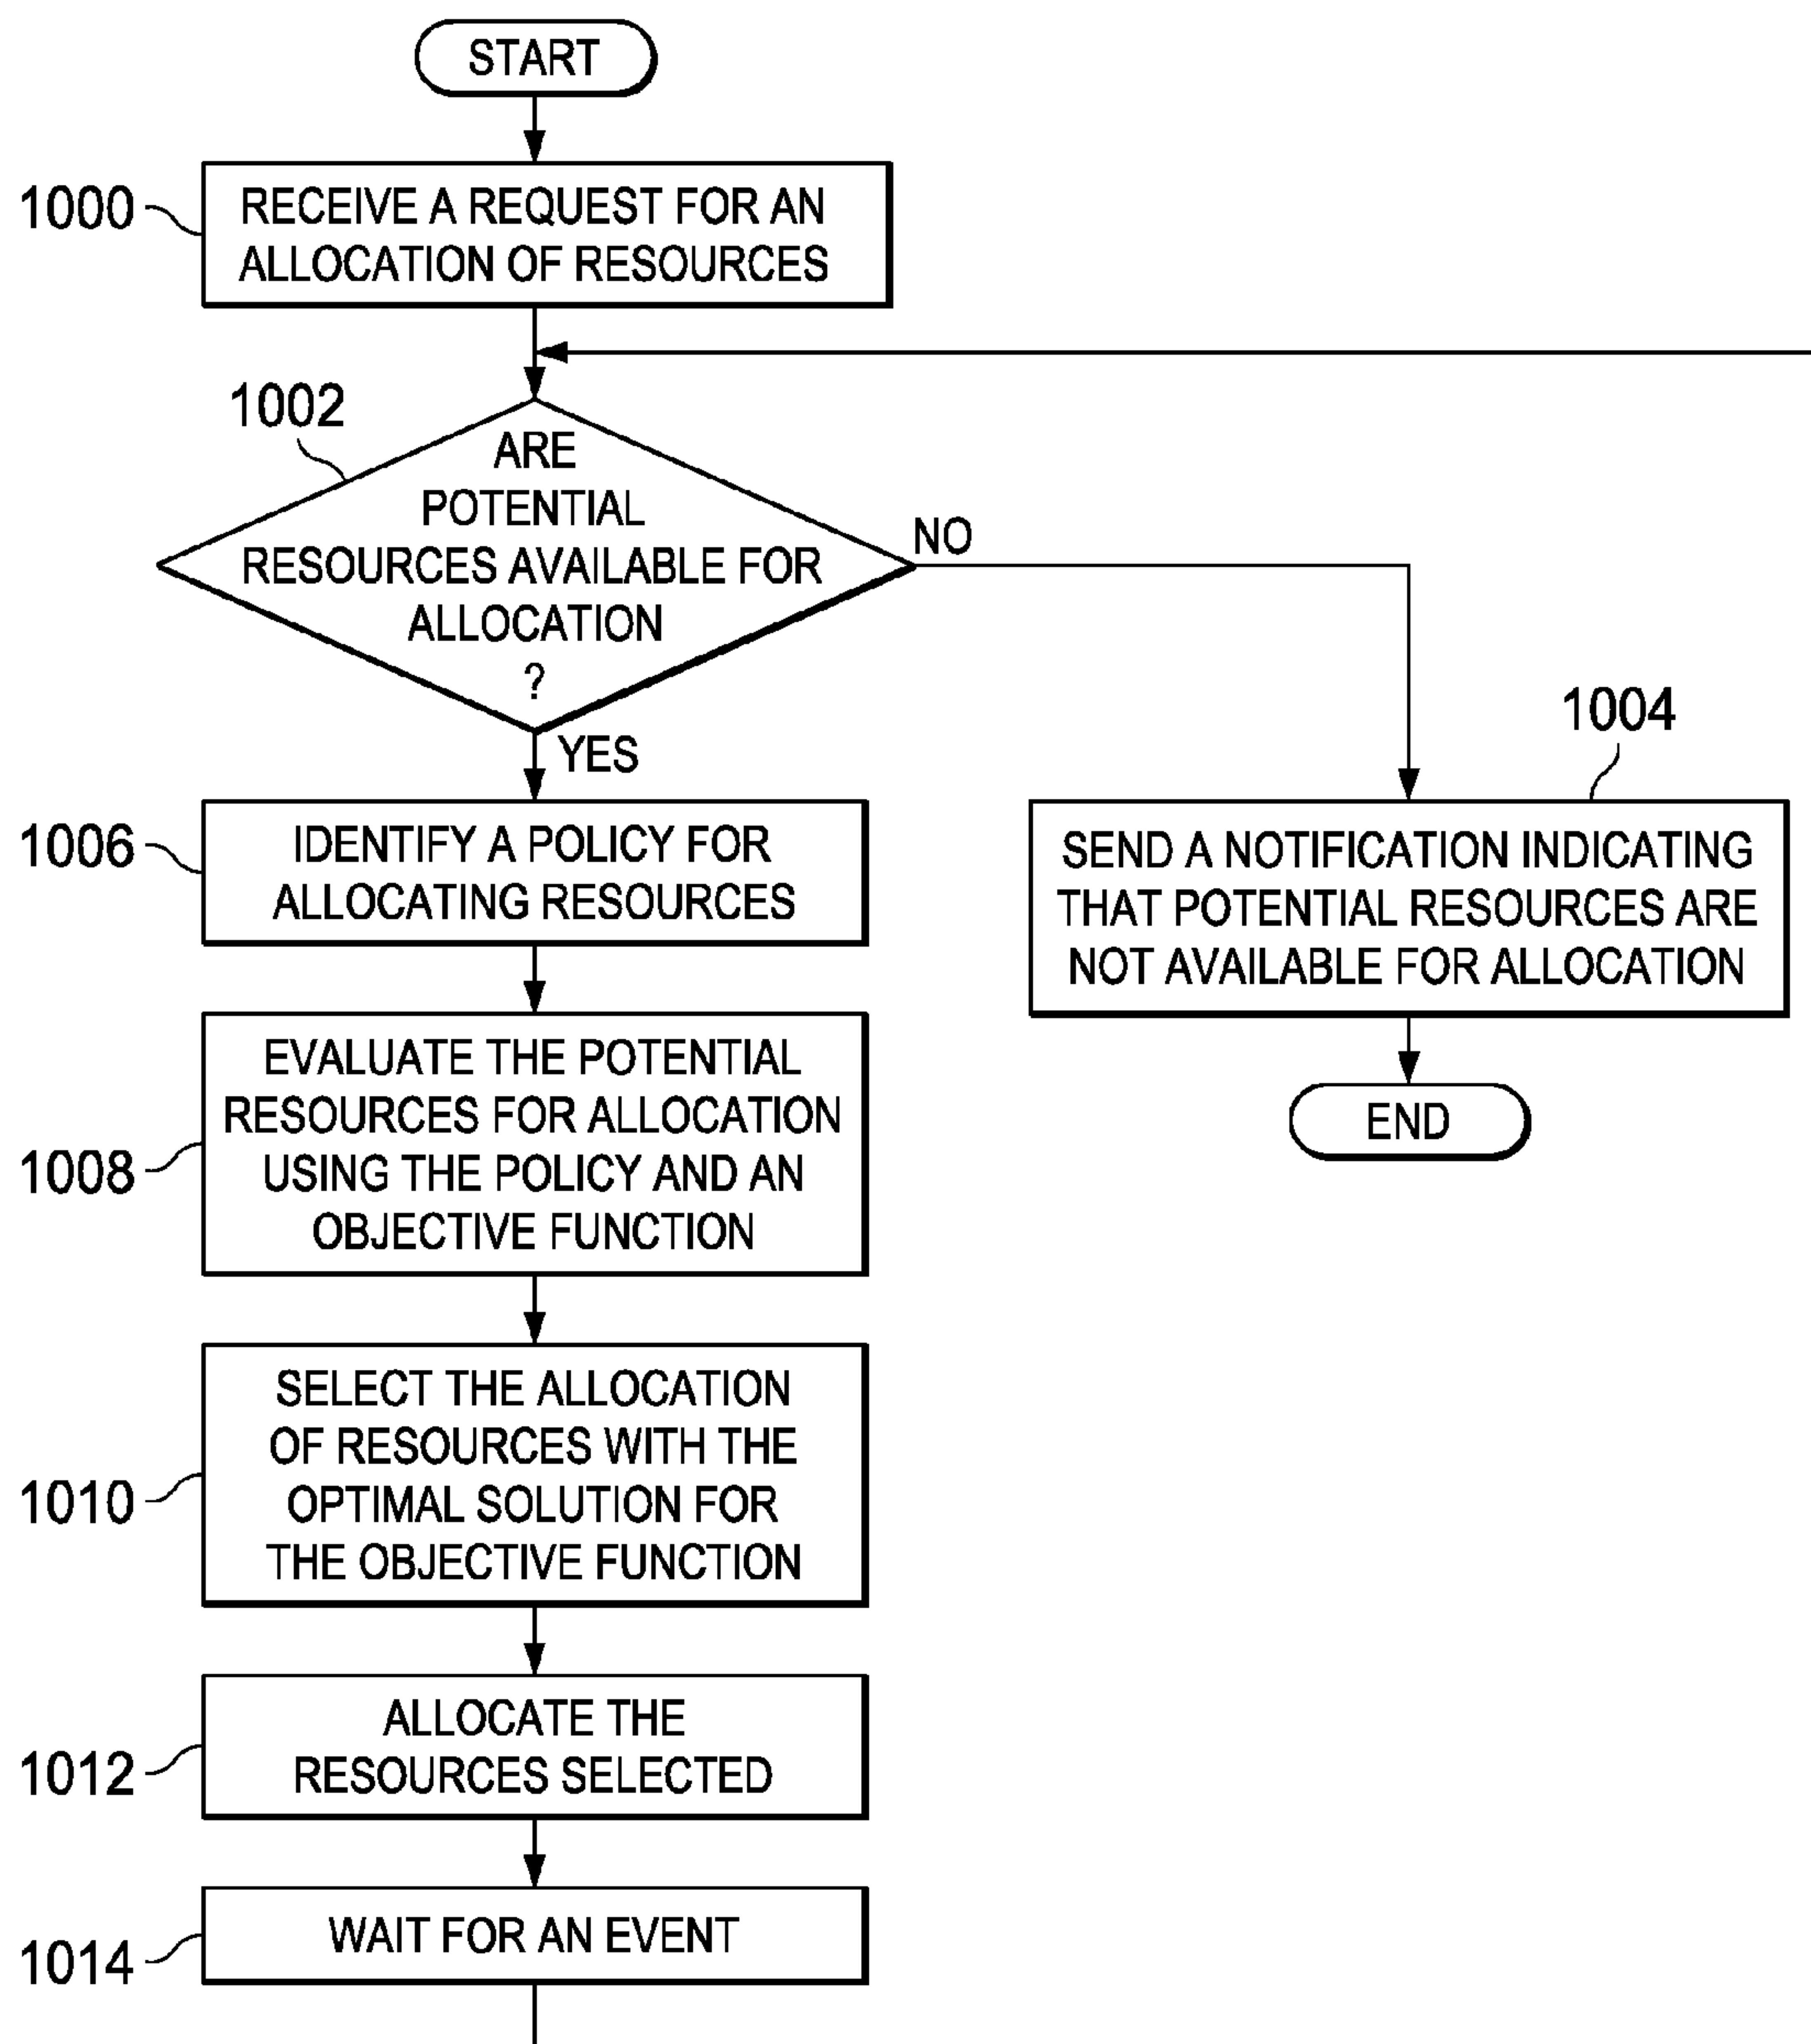 START
1000
RECEIVE A REQUEST FOR AN
ALLOCATION OF RESOURCES
1002
ARE
POTENTIAL
RESOURCES AVAILABLE FOR
ALLOCATION
?
NO
YES
1004
SEND A NOTIFICATION INDICATING
THAT POTENTIAL RESOURCES ARE
NOT AVAILABLE FOR ALLOCATION
END
1006
IDENTIFY A POLICY FOR
ALLOCATING RESOURCES
1008
EVALUATE THE POTENTIAL
RESOURCES FOR ALLOCATION
USING THE POLICY AND AN
OBJECTIVE FUNCTION
1010
SELECT THE ALLOCATION
OF RESOURCES WITH THE
OPTIMAL SOLUTION FOR
THE OBJECTIVE FUNCTION
1012
ALLOCATE THE
RESOURCES SELECTED
1014
WAIT FOR AN EVENT